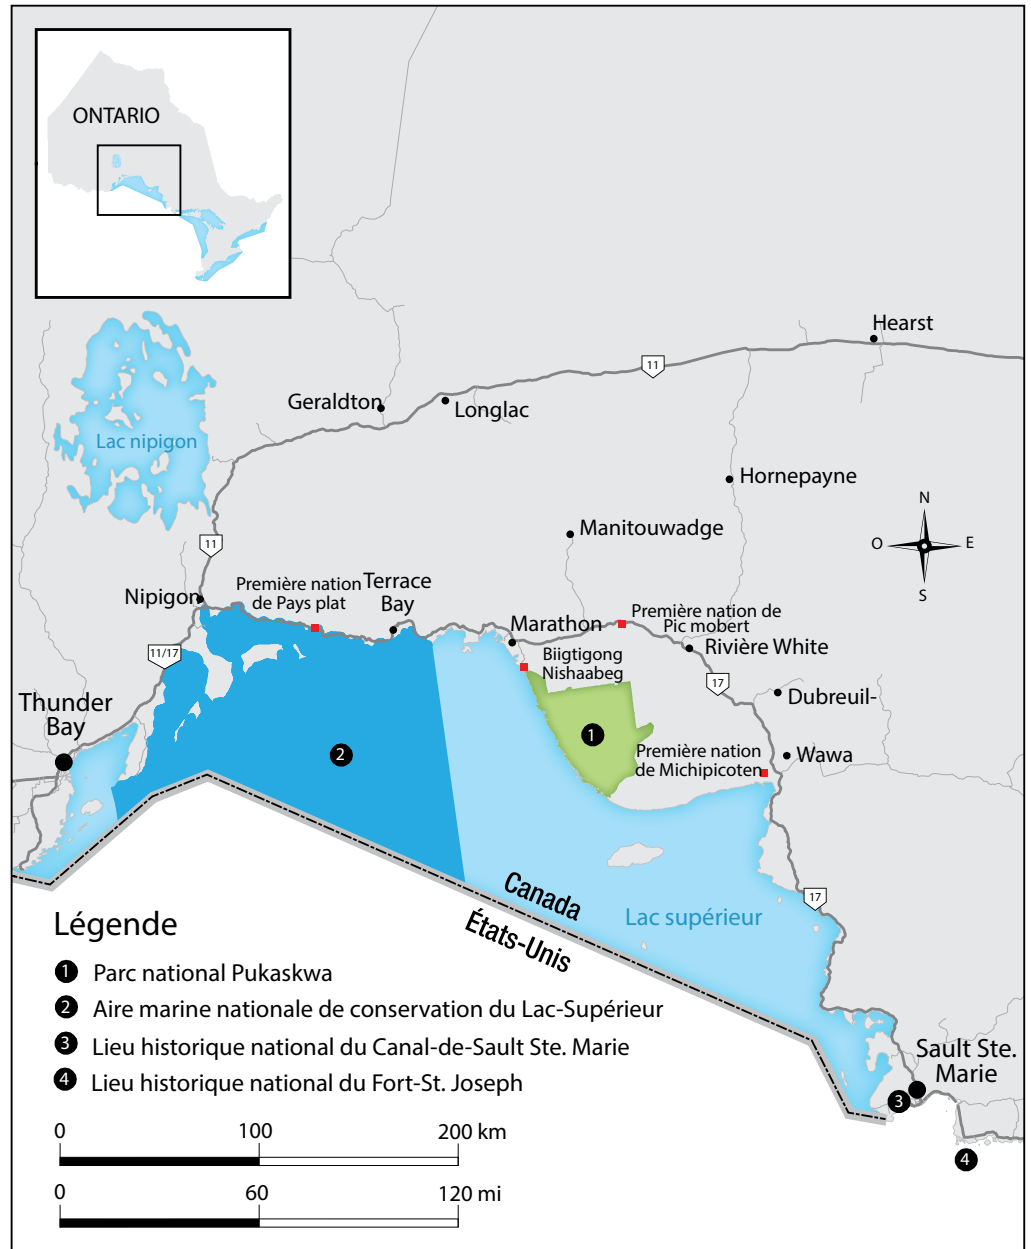 ONTARIO
Hearst
11
Geraldton
Longlac
Lac nipigon
Hornepayne
N
Manitouwadge
O
E
11
S
Nipigon
Première nation
de Pays plat
Terrace
Bay
Marathon
Première nation de
Pic mobert
Rivière White
11/17
Biigtigong
Nishaabeg
17
Dubreuil-
Thunder
Bay
1
2
Première nation
de Michipicoten
Wawa
Canada
États-Unis
17
Lac supérieur
Légende
1 Parc national Pukaskwa
2 Aire marine nationale de conservation du Lac-Supérieur
3 Lieu historique national du Canal-de-Sault Ste. Marie
4 Lieu historique national du Fort-St. Joseph
Sault Ste.
Marie
3
4
0 100 200 km
0 60 120 mi